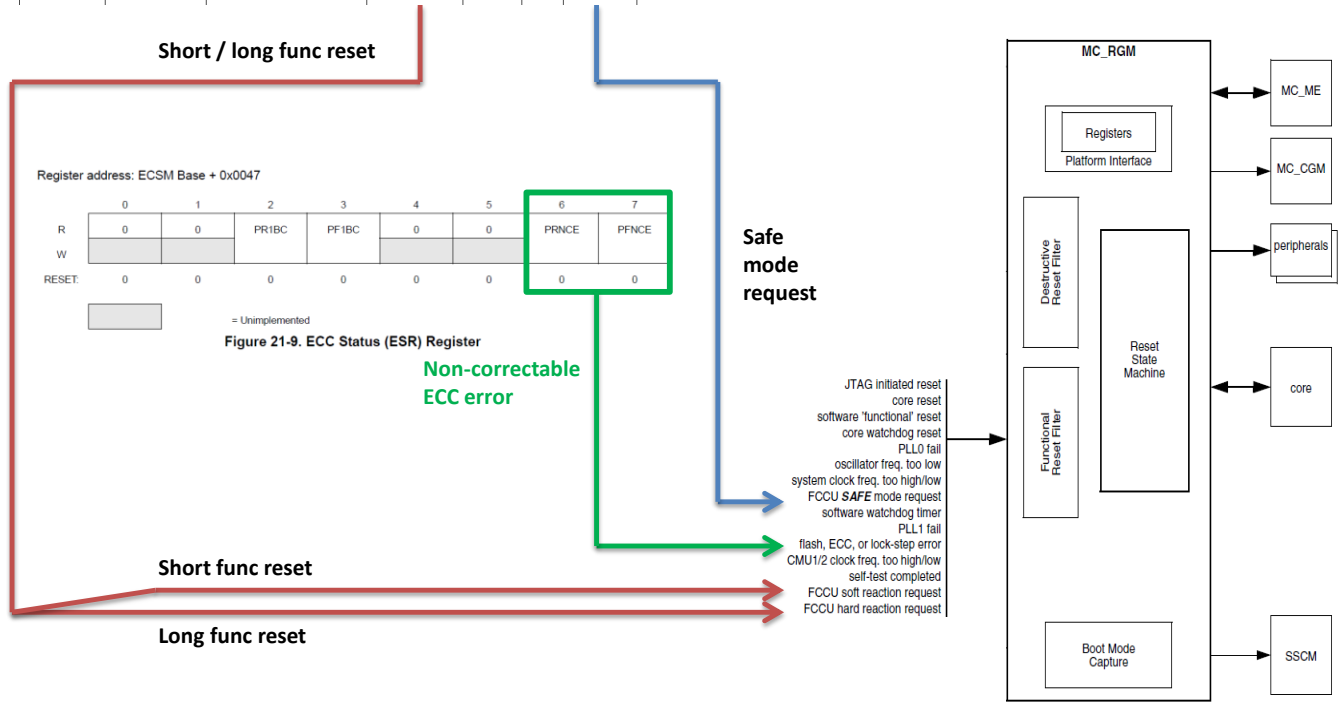 Short / long func reset
Register address: ECSM Base + 0x0047
0 1 2 3 4 5 6 7
R 0 0 PR1BC PF1BC 0 0 PRNCE PFNCE
W
RESET: 0 0 0 0 0 0 0 0
= Unimplemented
Figure 21-9. ECC Status (ESR) Register
Non-correctable
ECC error
Safe
mode
request
Short func reset
Long func reset
JTAG initiated reset
core reset
software 'functional' reset
core watchdog reset
PLL0 fail
oscillator freq. too low
system clock freq. too high/low
FCCU SAFE mode request
software watchdog timer
PLL1 fail
flash, ECC, or lock-step error
CMU1/2 clock freq. too high/low
self-test completed
FCCU soft reaction request
FCCU hard reaction request
MC_RGM
Registers
Platform Interface
Destructive
Reset Filter
Functional
Reset Filter
Reset
State
Machine
Boot Mode
Capture
MC_ME
MC_CGM
peripherals
core
SSCM